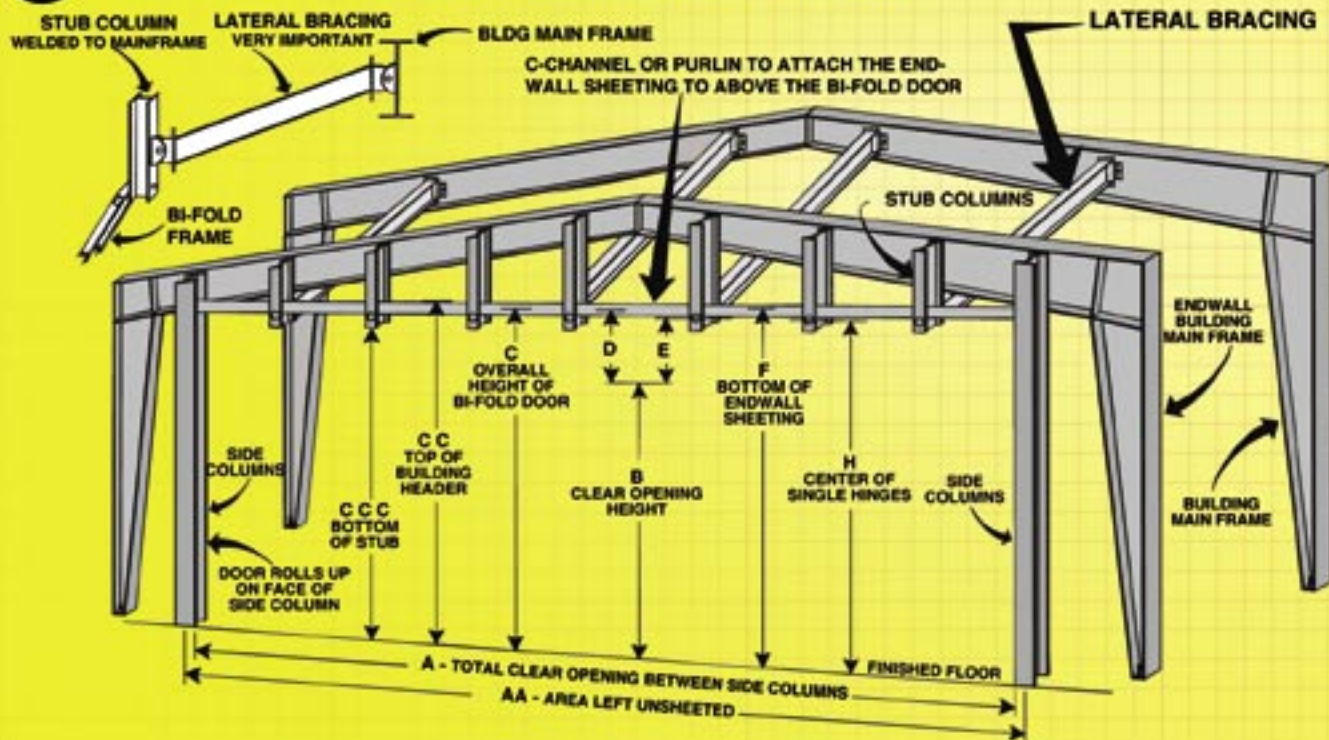 STUB COLUMN
WELDED TO MAINFRAME
LATERAL BRACING
VERY IMPORTANT
BLDG MAIN FRAME
LATERAL BRACING
C-CHANNEL OR PURLIN TO ATTACH THE END-
WALL SHEETING TO ABOVE THE BI-FOLD DOOR
BI-FOLD
FRAME
STUB COLUMNS
ENDWALL
BUILDING
MAIN FRAME
C
OVERALL
HEIGHT OF
BI-FOLD DOOR
D
E
F
BOTTOM OF
ENDWALL
SHEETING
C C
TOP OF
BUILDING
HEADER
SIDE
COLUMNS
B
CLEAR OPENING
HEIGHT
H
CENTER OF
SINGLE HINGES
SIDE
COLUMNS
BUILDING
MAIN FRAME
C C C
BOTTOM
OF STUB
DOOR ROLLS UP
ON FACE OF
SIDE COLUMN
FINISHED FLOOR
A - TOTAL CLEAR OPENING BETWEEN SIDE COLUMNS
AA - AREA LEFT UNSHEETED